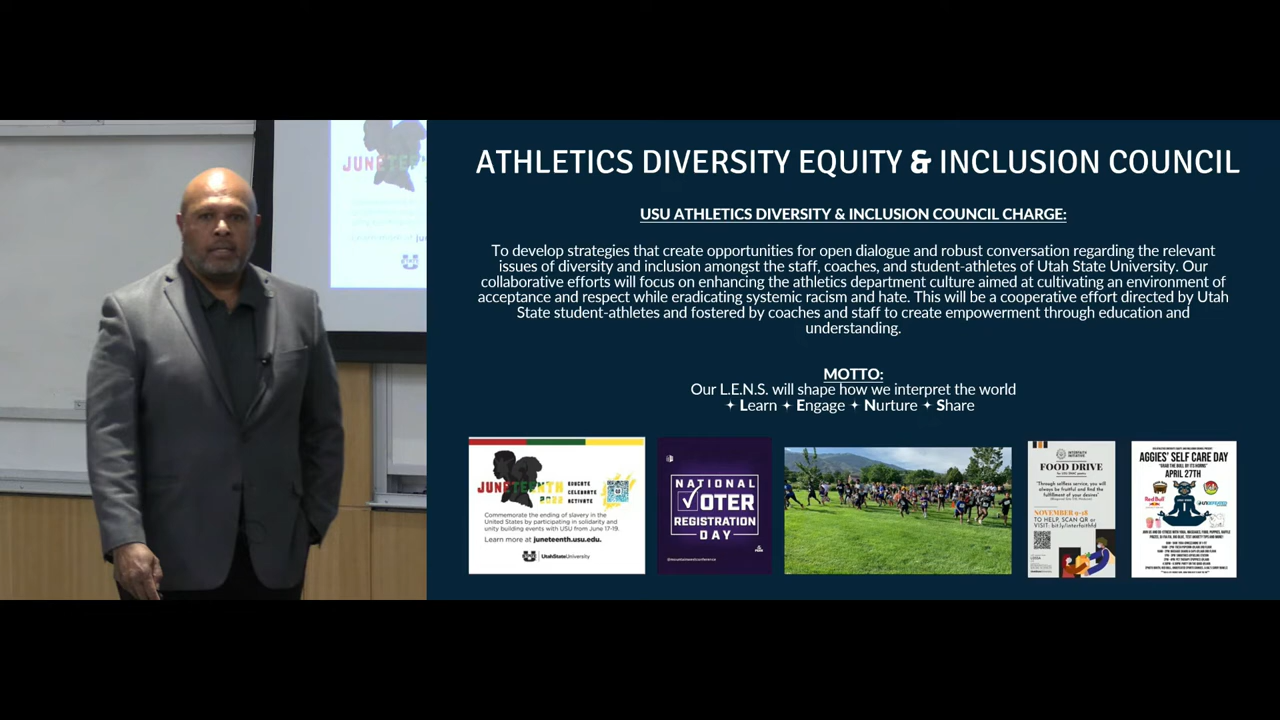 JUNETEE
ATHLETICS DIVERSITY EQUITY & INCLUSION COUNCIL
USU ATHLETICS DIVERSITY & INCLUSION COUNCIL CHARGE:
To develop strategies that create opportunities for open dialogue and robust conversation regarding the relevant
issues of diversity and inclusion amongst the staff, coaches, and student-athletes of Utah State University. Our
collaborative efforts will focus on enhancing the athletics department culture aimed at cultivating an environment of
acceptance and respect while eradicating systemic racism and hate. This will be a cooperative effort directed by Utah
State student-athletes and fostered by coaches and staff to create empowerment through education and
understanding.
MOTTO:
Our L.E.N.S. will shape how we interpret the world
✦ Learn ✦ Engage ✦ Nurture ✦ Share
JUNETEENTH
2022
EDUCATE
CELEBRATE
ACTIVATE
Commemorate the ending of slavery in the
United States by participating in solidarity and
unity building events with USU from June 17-19.
Learn more at juneteenth.usu.edu.
UtahStateUniversity
NATIONAL
VOTER
REGISTRATION
DAY
INTERFAITH
INITIATIVE
FOOD DRIVE
"Through selfless service, you will
always be fruitful and find the
fulfillment of your desires"
NOVEMBER 9-18
TO HELP, SCAN QR or
VISIT: bit.ly/interfaithfd
AGGIES' SELF CARE DAY
"GRAB THE BULL BY ITS HORNS"
APRIL 27TH
Red Bull